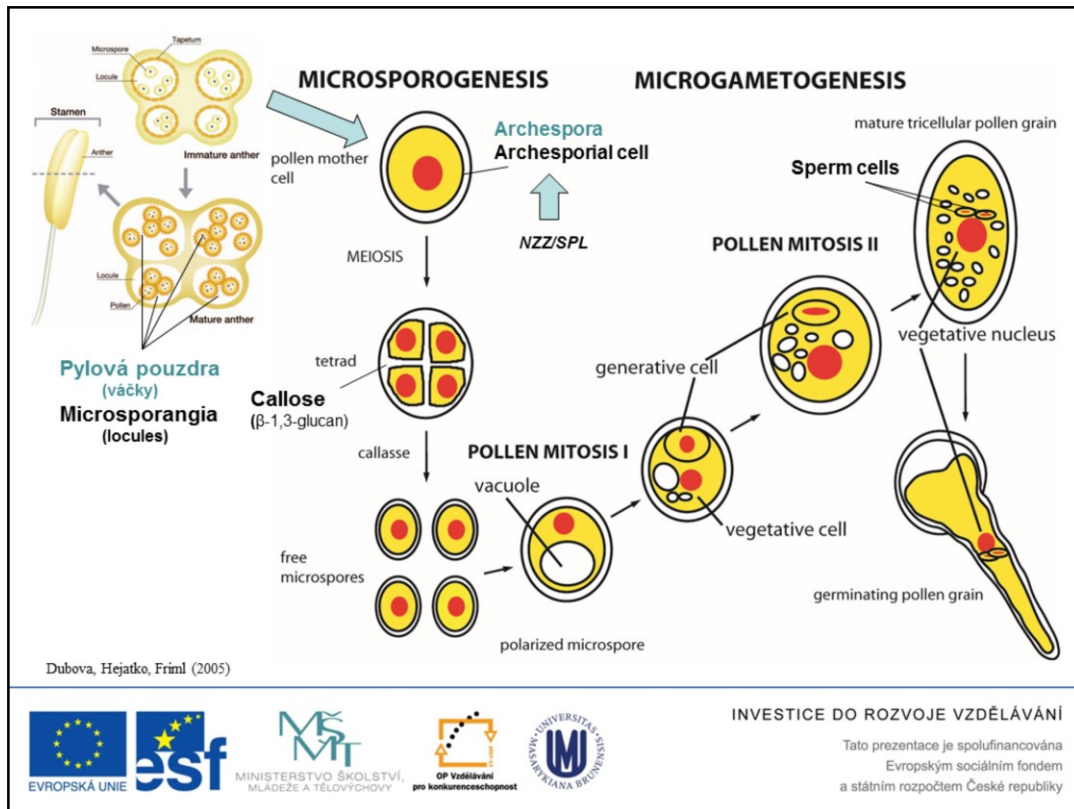 Microspore
Tapetum
Locule
Stamen
Anther
Immature anther
Locule
Pollen
Mature anther
Pylová pouzdra
(váčky)
Microsporangia
(locules)
MICROSPOROGENESIS
MICROGAMETOGENESIS
pollen mother
cell
Archespora
Archesporial cell
NZZ/SPL
MEIOSIS
tetrad
Callose
(β-1,3-glucan)
callasse
free
microspores
POLLEN MITOSIS I
vacuole
polarized microspore
generative cell
vegetative cell
POLLEN MITOSIS II
mature tricellular pollen grain
Sperm cells
vegetative nucleus
germinating pollen grain
Dubova, Hejatko, Friml (2005)
EVROPSKÁ UNIE
esf
MŠMT
MINISTERSTVO ŠKOLSTVÍ,
MLÁDEŽE A TĚLOVÝCHOVY
OP Vzdělávání
pro konkurenceschopnost
UNIVERSITAS
MASARYKIANA BRUNENSIS
INVESTICE DO ROZVOJE VZDĚLÁVÁNÍ
Tato prezentace je spolufinancována
Evropským sociálním fondem
a státním rozpočtem České republiky